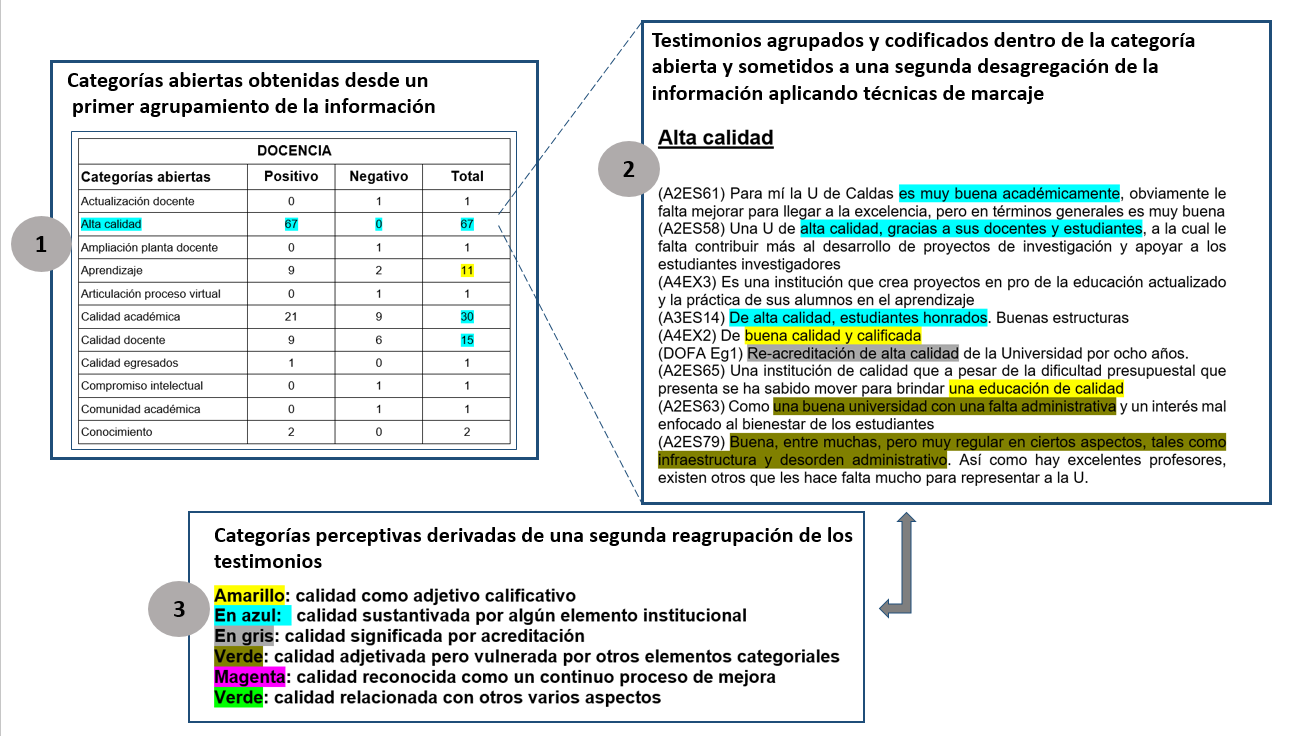 Categorías abiertas obtenidas desde un
primer agrupamiento de la información
1
DOCENCIA
Categorías abiertas Positivo Negativo Total
Actualización docente 0 1 1
Alta calidad 67 0 67
Ampliación planta docente 0 1 1
Aprendizaje 9 2 11
Articulación proceso virtual 0 1 1
Calidad académica 21 9 30
Calidad docente 9 6 15
Calidad egresados 1 0 1
Compromiso intelectual 0 1 1
Comunidad académica 0 1 1
Conocimiento 2 0 2
Testimonios agrupados y codificados dentro de la categoría
abierta y sometidos a una segunda desagregación de la
información aplicando técnicas de marcaje
2
Alta calidad
(A2ES61) Para mí la U de Caldas es muy buena académicamente, obviamente le
falta mejorar para llegar a la excelencia, pero en términos generales es muy buena
(A2ES58) Una U de alta calidad, gracias a sus docentes y estudiantes, a la cual le
falta contribuir más al desarrollo de proyectos de investigación y apoyar a los
estudiantes investigadores
(A4EX3) Es una institución que crea proyectos en pro de la educación actualizado
y la práctica de sus alumnos en el aprendizaje
(A3ES14) De alta calidad, estudiantes honrados. Buenas estructuras
(A4EX2) De buena calidad y calificada
(DOFA Eg1) Re-acreditación de alta calidad de la Universidad por ocho años.
(A2ES65) Una institución de calidad que a pesar de la dificultad presupuestal que
presenta se ha sabido mover para brindar una educación de calidad
(A2ES63) Como una buena universidad con una falta administrativa y un interés mal
enfocado al bienestar de los estudiantes
(A2ES79) Buena, entre muchas, pero muy regular en ciertos aspectos, tales como
infraestructura y desorden administrativo. Así como hay excelentes profesores,
existen otros que les hace falta mucho para representar a la U.
Categorías perceptivas derivadas de una segunda reagrupación de los
testimonios
3
Amarillo: calidad como adjetivo calificativo
En azul: calidad sustantivada por algún elemento institucional
En gris: calidad significada por acreditación
Verde: calidad adjetivada pero vulnerada por otros elementos categoriales
Magenta: calidad reconocida como un continuo proceso de mejora
Verde: calidad relacionada con otros varios aspectos